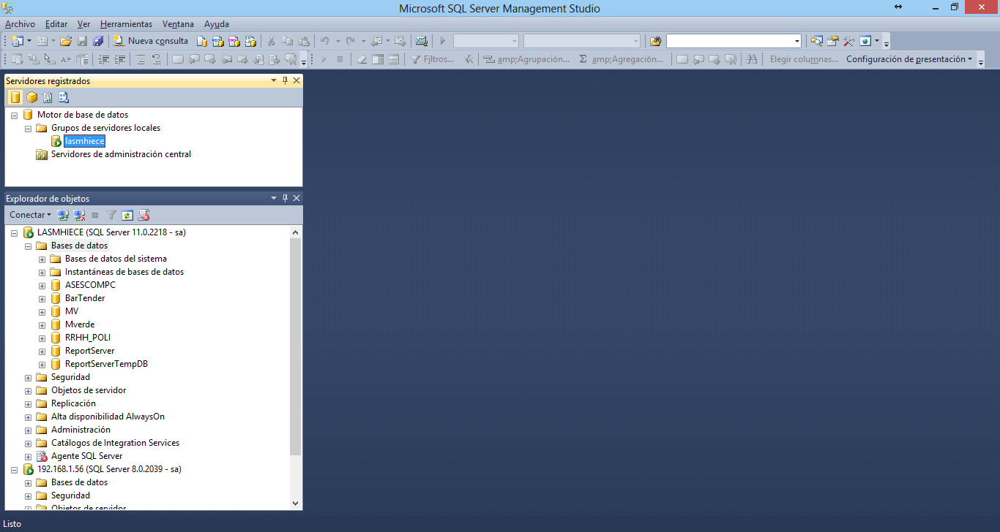 Microsoft SQL Server Management Studio
Archivo Editar Ver Herramientas Ventana Ayuda
Nueva consulta
Filtros... amp;Agrupación... amp;Agregación... Elegir columnas... Configuración de presentación
Servidores registrados
Motor de base de datos
Grupos de servidores locales
lasmhiece
Servidores de administración central
Explorador de objetos
Conectar
LASMHIECE (SQL Server 11.0.2218 - sa)
Bases de datos
Bases de datos del sistema
Instantáneas de bases de datos
ASESCOMPC
BarTender
MV
Mverde
RRHH_POLI
ReportServer
ReportServerTempDB
Seguridad
Objetos de servidor
Replicación
Alta disponibilidad AlwaysOn
Administración
Catálogos de Integration Services
Agente SQL Server
192.168.1.56 (SQL Server 8.0.2039 - sa)
Bases de datos
Seguridad
Objetos de servidor
Listo